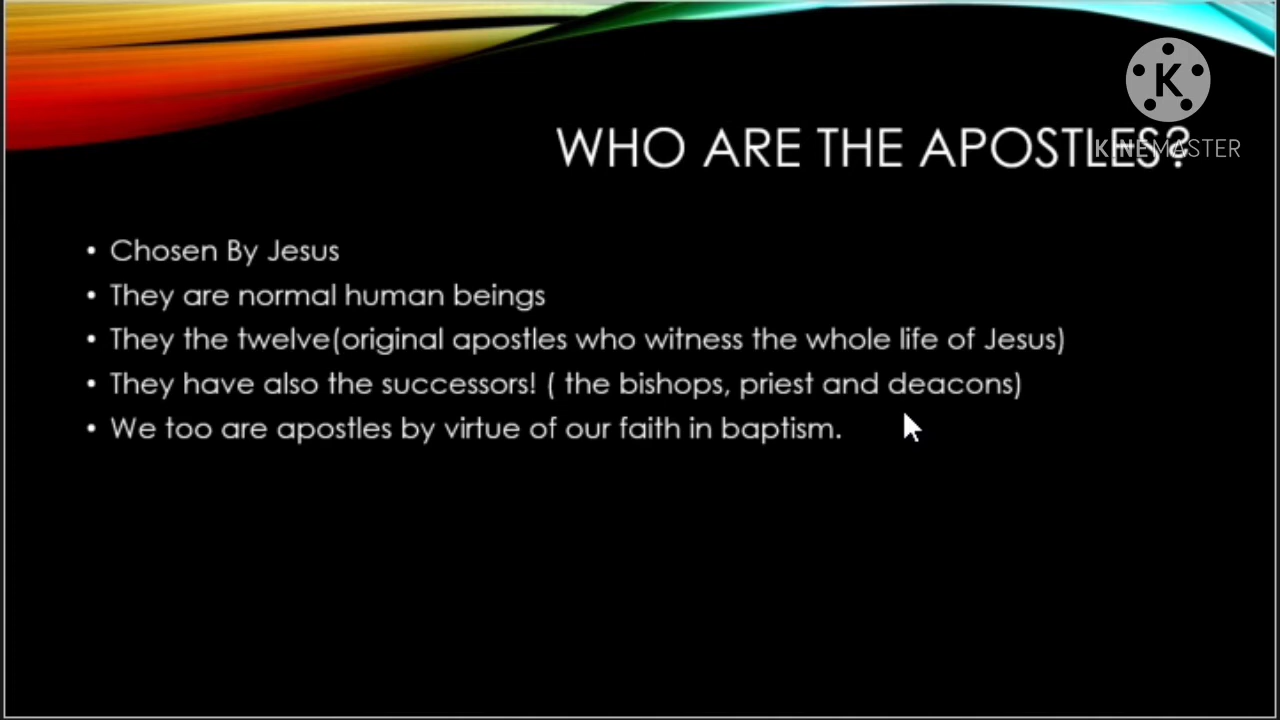 K
KINEMASTER
WHO ARE THE APOSTLES?
• Chosen By Jesus
• They are normal human beings
• They the twelve(original apostles who witness the whole life of Jesus)
• They have also the successors! ( the bishops, priest and deacons)
• We too are apostles by virtue of our faith in baptism.